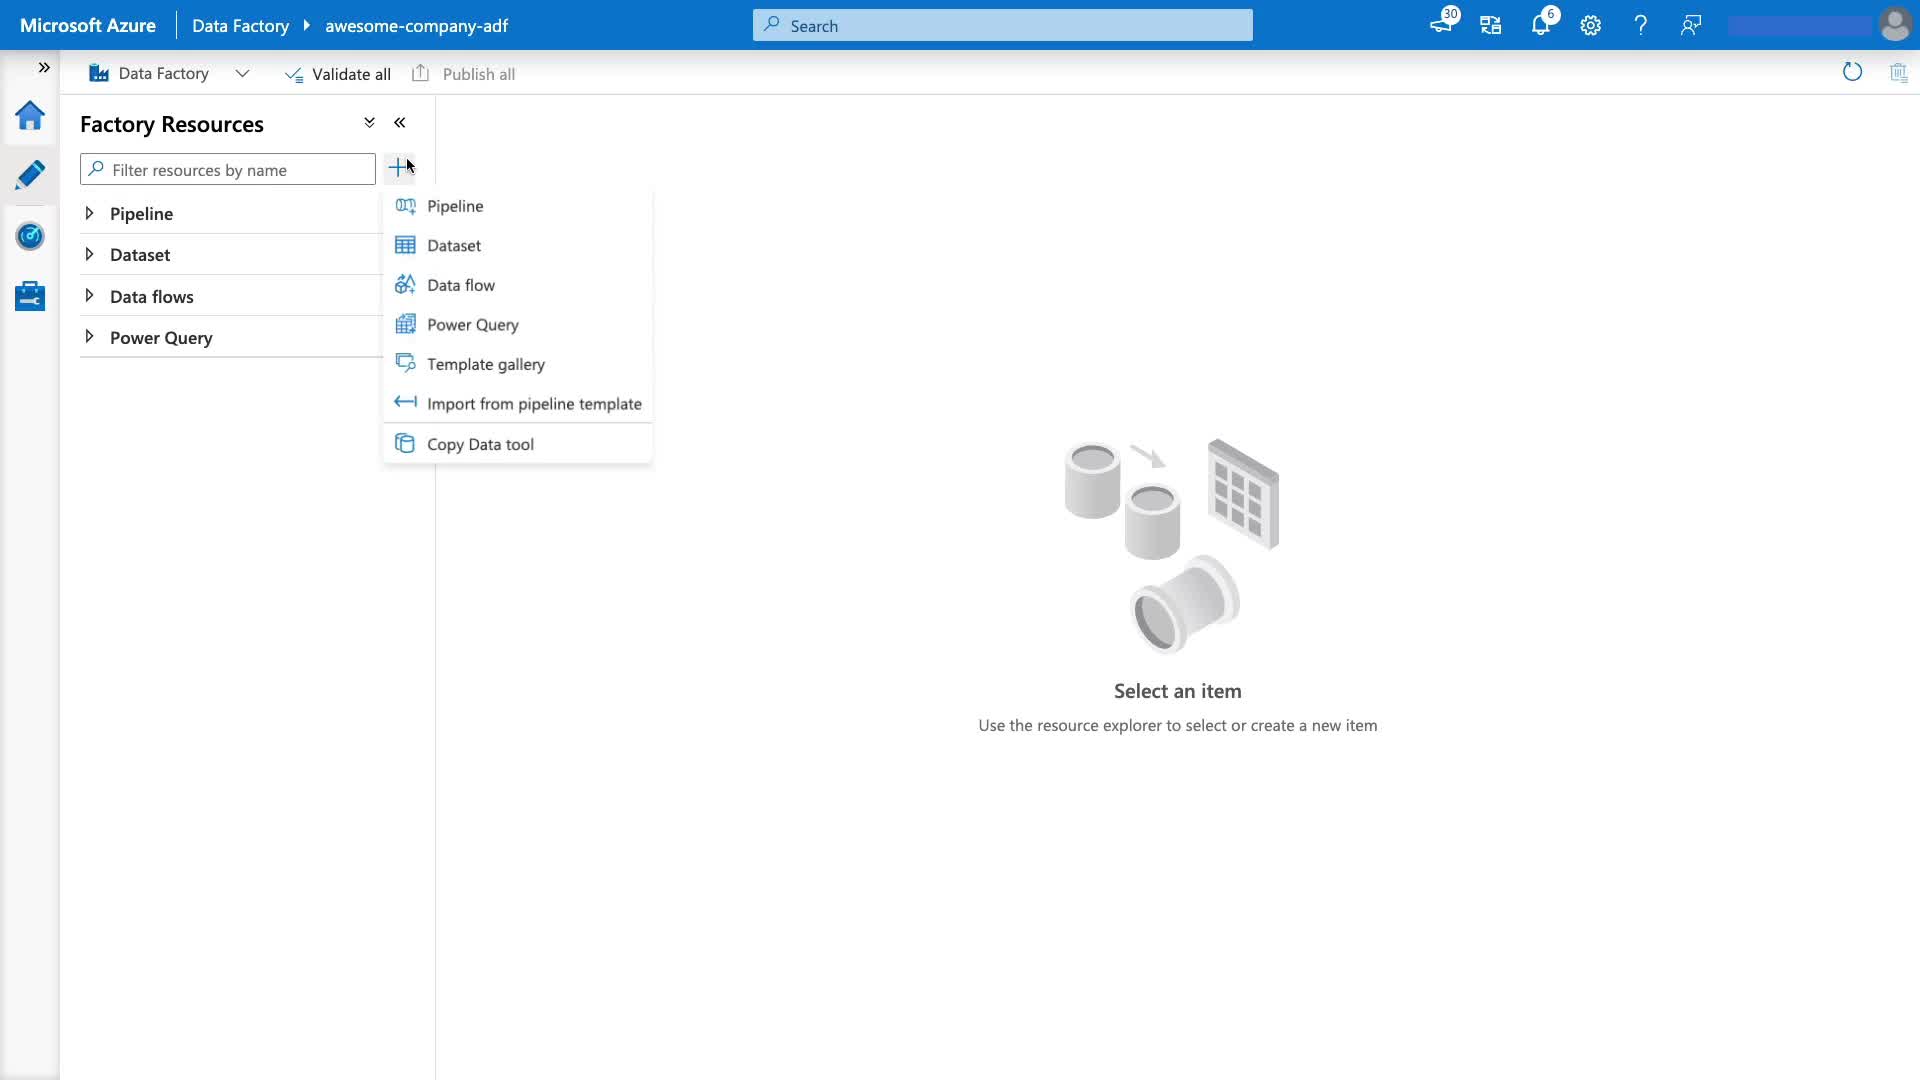 Microsoft Azure
Data Factory
awesome-company-adf
Search
30
6
Data Factory
Validate all
Publish all
Factory Resources
Filter resources by name
Pipeline
Dataset
Data flows
Power Query
Pipeline
Dataset
Data flow
Power Query
Template gallery
Import from pipeline template
Copy Data tool
Select an item
Use the resource explorer to select or create a new item